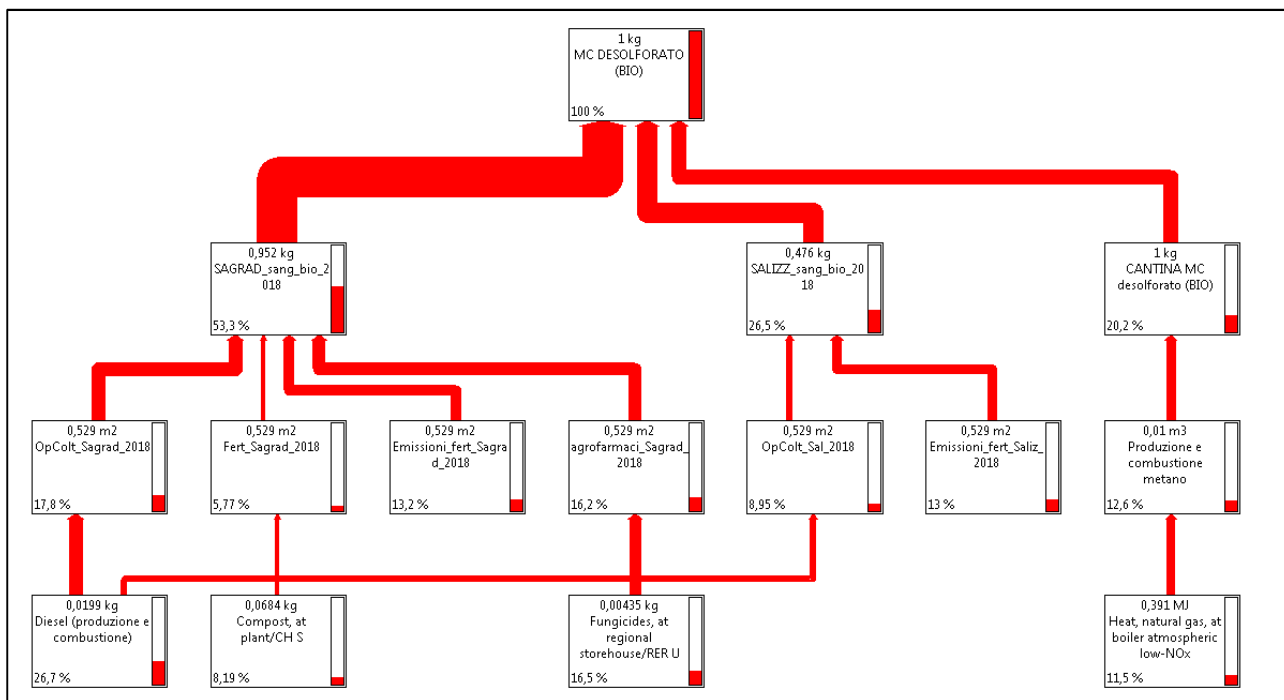 1 kg
MC DESOLFORATO
(BIO)
100 %
0,952 kg
SAGRAD_sang_bio_2
018
53,3 %
0,476 kg
SALIZZ_sang_bio_20
18
26,5 %
1 kg
CANTINA MC
desolforato (BIO)
20,2 %
0,529 m2
OpColt_Sagrad_2018
17,8 %
0,529 m2
Fert_Sagrad_2018
5,77 %
0,529 m2
Emissioni_fert_Sagra
d_2018
13,2 %
0,529 m2
agrofarmaci_Sagrad_
2018
16,2 %
0,529 m2
OpColt_Sal_2018
8,95 %
0,529 m2
Emissioni_fert_Saliz_
2018
13 %
0,01 m3
Produzione e
combustione
metano
12,6 %
0,0199 kg
Diesel (produzione e
combustione)
26,7 %
0,0684 kg
Compost, at
plant/CH S
8,19 %
0,00435 kg
Fungicides, at
regional
storehouse/RER U
16,5 %
0,391 MJ
Heat, natural gas, at
boiler atmospheric
low-NOx
11,5 %